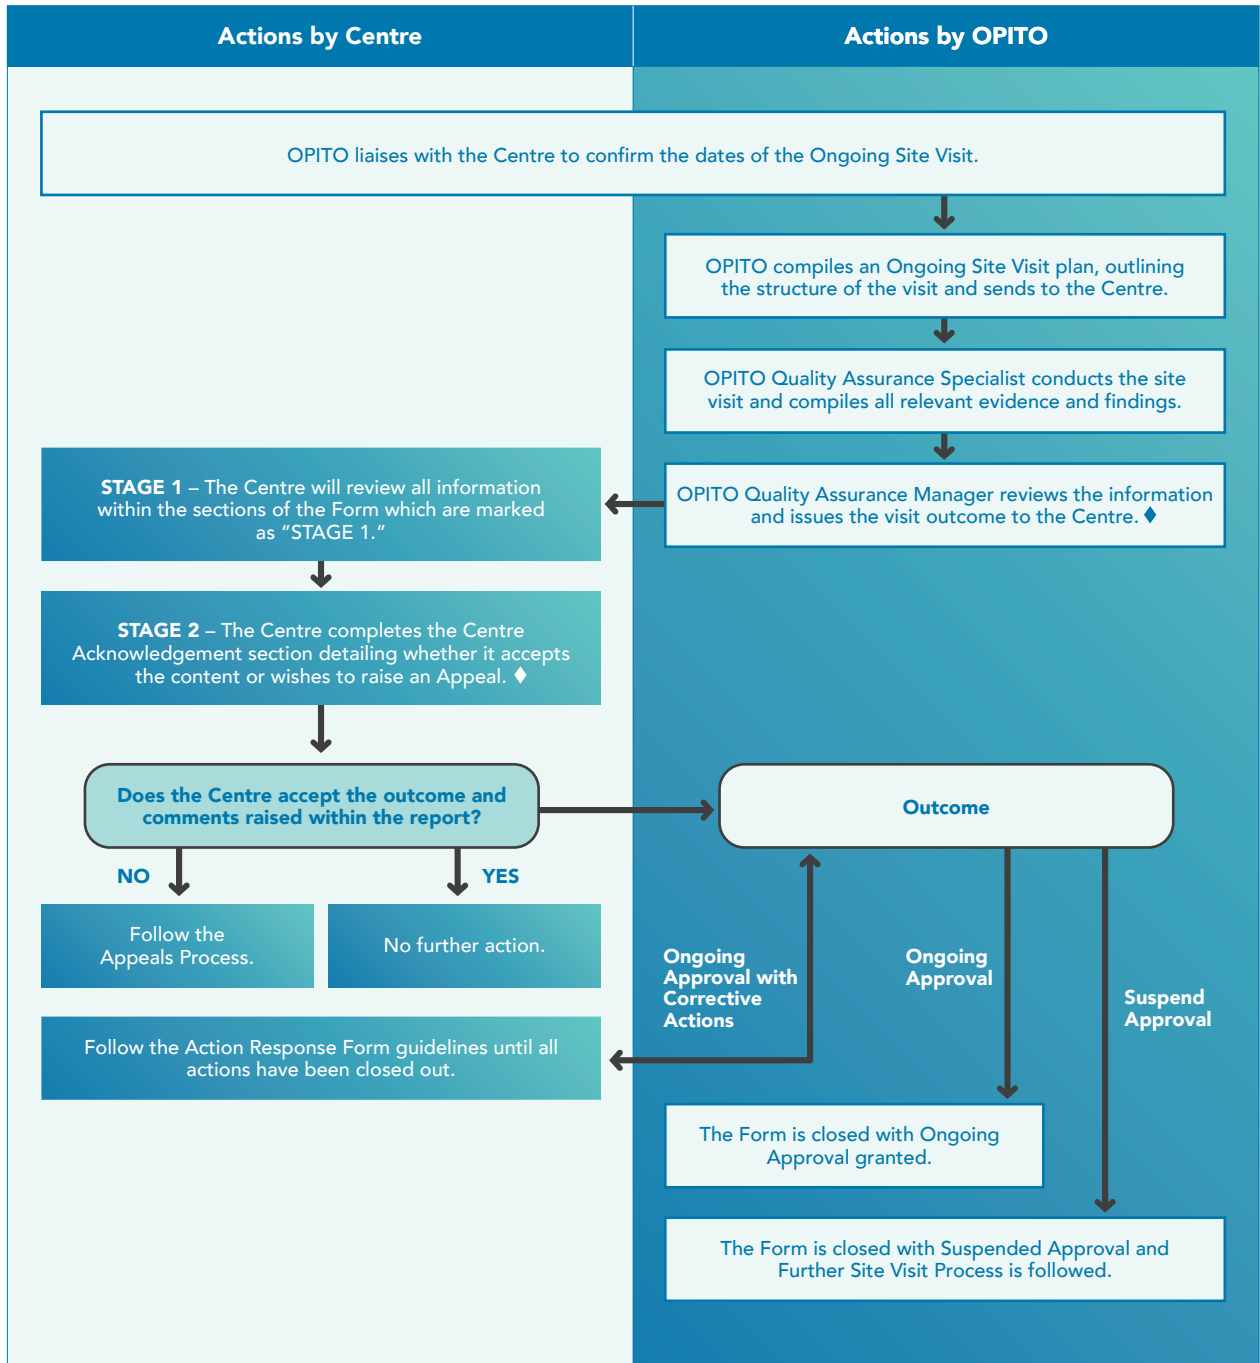 Actions by Centre
Actions by OPITO
OPITO liaises with the Centre to confirm the dates of the Ongoing Site Visit.
OPITO compiles an Ongoing Site Visit plan, outlining
the structure of the visit and sends to the Centre.
OPITO Quality Assurance Specialist conducts the site
visit and compiles all relevant evidence and findings.
OPITO Quality Assurance Manager reviews the information
and issues the visit outcome to the Centre. ♦
STAGE 1 – The Centre will review all information
within the sections of the Form which are marked
as “STAGE 1.”
STAGE 2 – The Centre completes the Centre
Acknowledgement section detailing whether it accepts
the content or wishes to raise an Appeal. ♦
Does the Centre accept the outcome and
comments raised within the report?
Outcome
NO
YES
Follow the
Appeals Process.
No further action.
Ongoing
Approval with
Corrective
Actions
Ongoing
Approval
Suspend
Approval
Follow the Action Response Form guidelines until all
actions have been closed out.
The Form is closed with Ongoing
Approval granted.
The Form is closed with Suspended Approval and
Further Site Visit Process is followed.